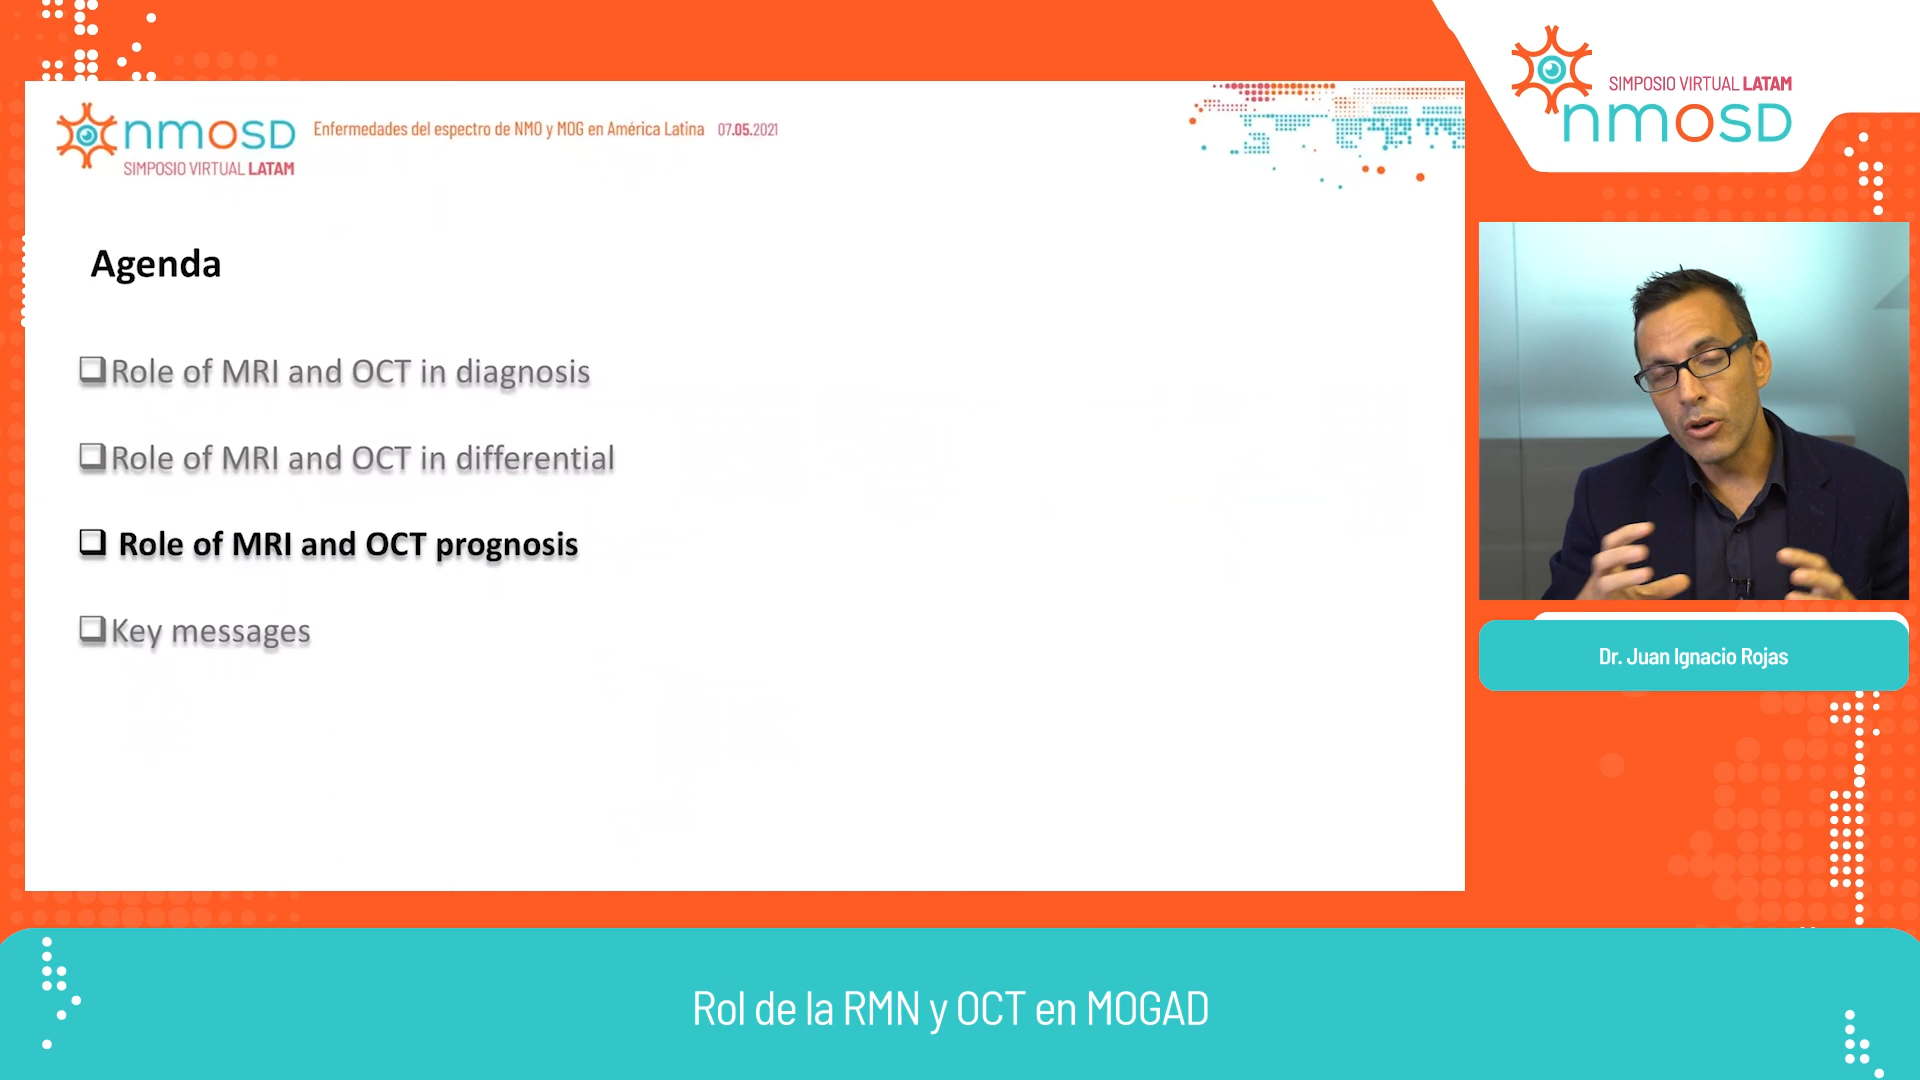 nmosd
SIMPOSIO VIRTUAL LATAM
Enfermedades del espectro de NMO y MOG en América Latina 07.05.2021
SIMPOSIO VIRTUAL LATAM
nmosd
Agenda
Role of MRI and OCT in diagnosis
Role of MRI and OCT in differential
Role of MRI and OCT prognosis
Key messages
Dr. Juan Ignacio Rojas
Rol de la RMN y OCT en MOGAD